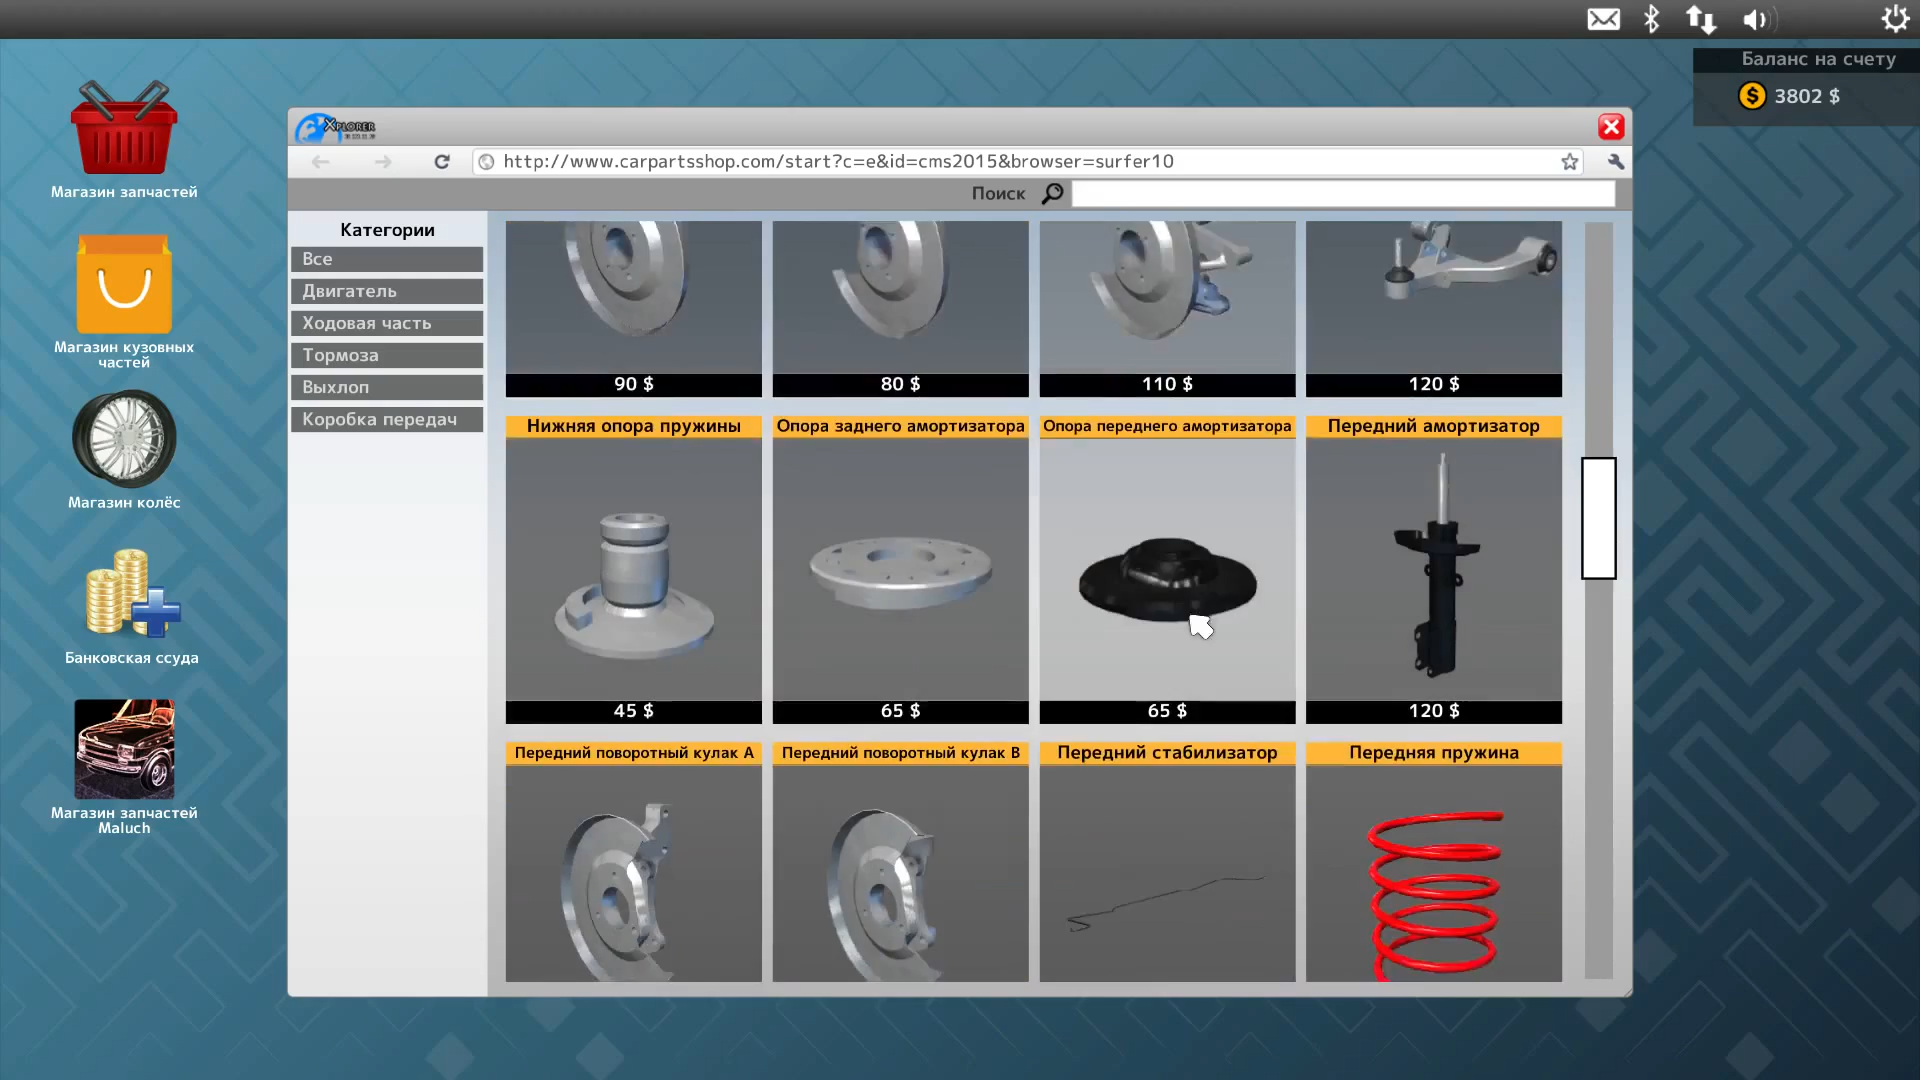 Баланс на счету
3802 $
Магазин запчастей
Магазин кузовных
частей
Магазин колёс
Банковская ссуда
Магазин запчастей
Maluch
XPLORER
http://www.carpartsshop.com/start?c=e&id=cms2015&browser=surfer10
Поиск
Категории
Все
Двигатель
Ходовая часть
Тормоза
Выхлоп
Коробка передач
90 $
80 $
110 $
120 $
Нижняя опора пружины
Опора заднего амортизатора
Опора переднего амортизатора
Передний амортизатор
45 $
65 $
65 $
120 $
Передний поворотный кулак A
Передний поворотный кулак B
Передний стабилизатор
Передняя пружина